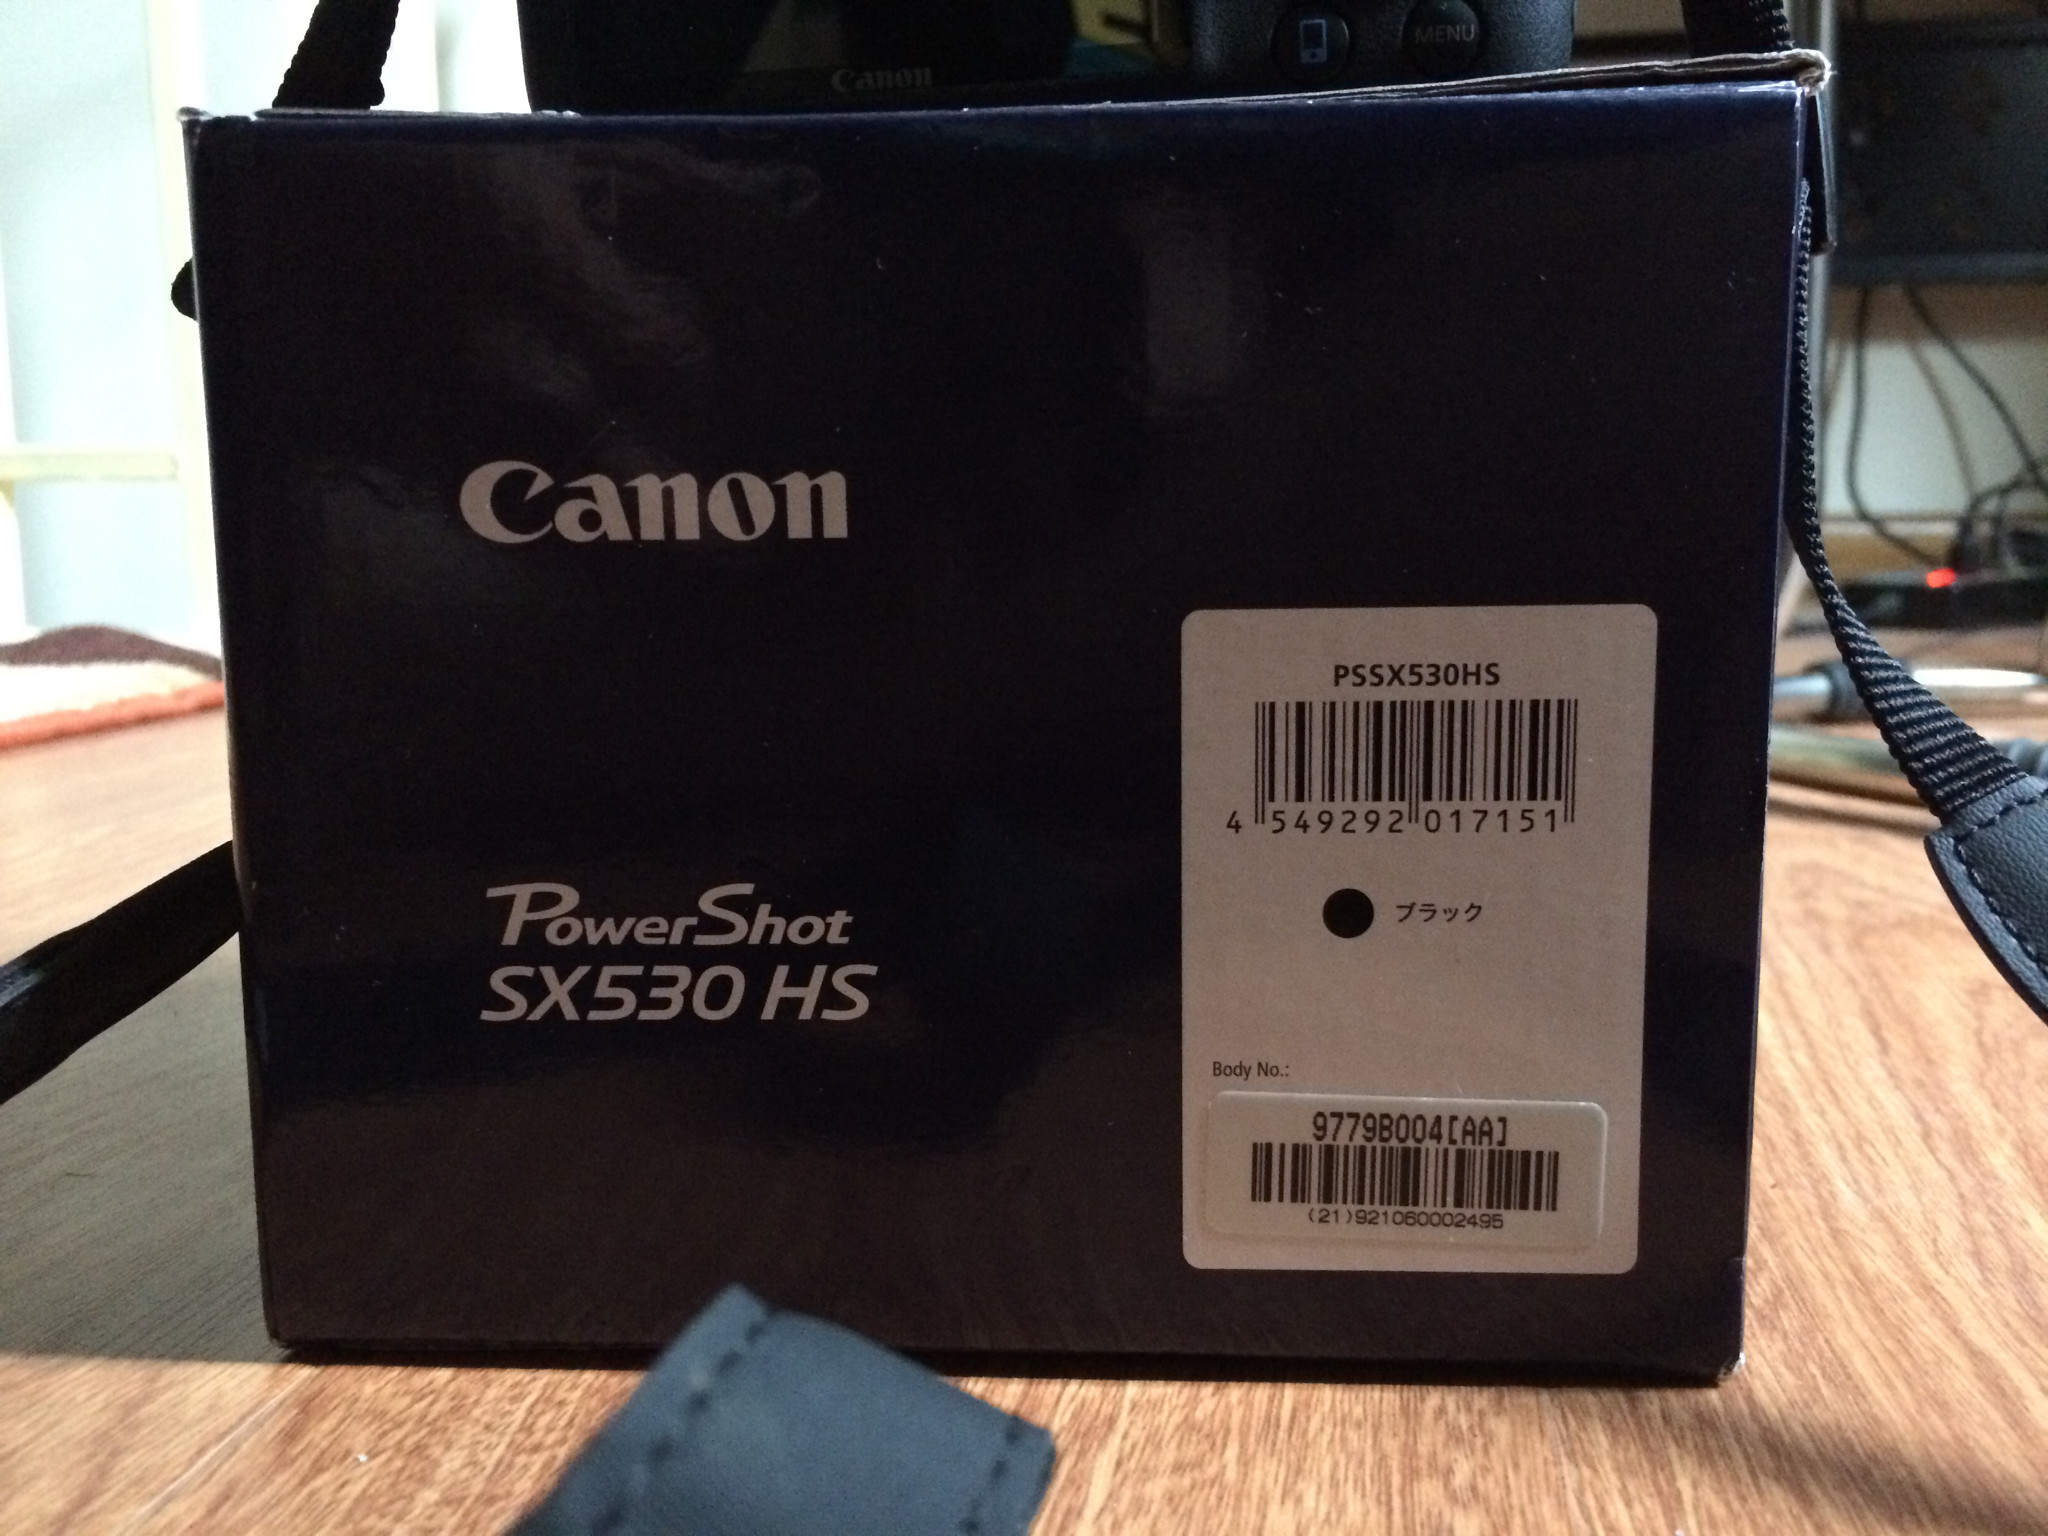 Canon
MENU
Canon
PowerShot
SX530 HS
PSSX530HS
4 549292 017151
ブラック
Body No.:
9779B004[AA]
(21)921060002495